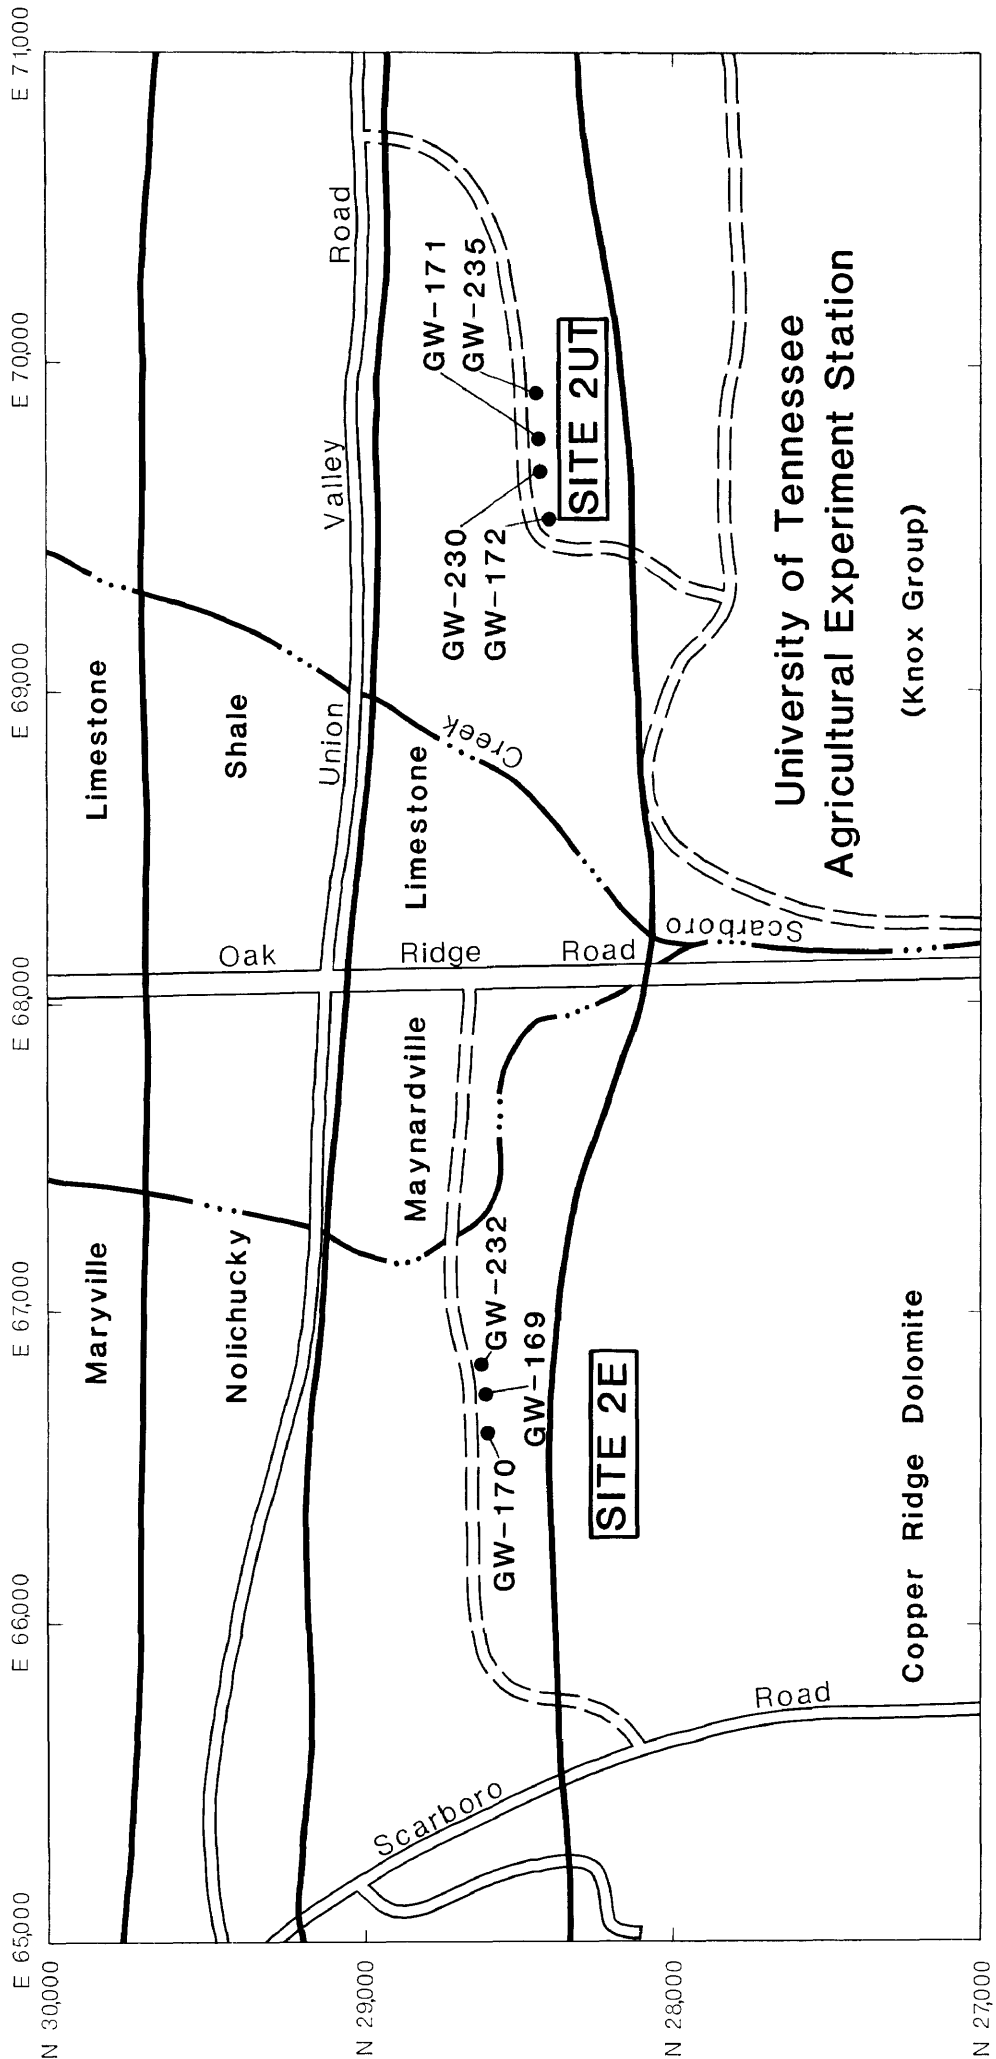 E 65,000
E 66,000
E 67,000
E 68,000
E 69,000
E 70,000
E 71,000
N 30,000
N 29,000
N 28,000
N 27,000
Maryville
Limestone
Nolichucky
Shale
Oak
Ridge
Road
Union
Valley
Road
Maynardville
Limestone
Creek
Scarboro
GW-171
GW-235
GW-230
GW-172
SITE 2UT
GW-232
GW-169
GW-170
SITE 2E
Scarboro
Road
University of Tennessee
Agricultural Experiment Station
Copper Ridge Dolomite
(Knox Group)